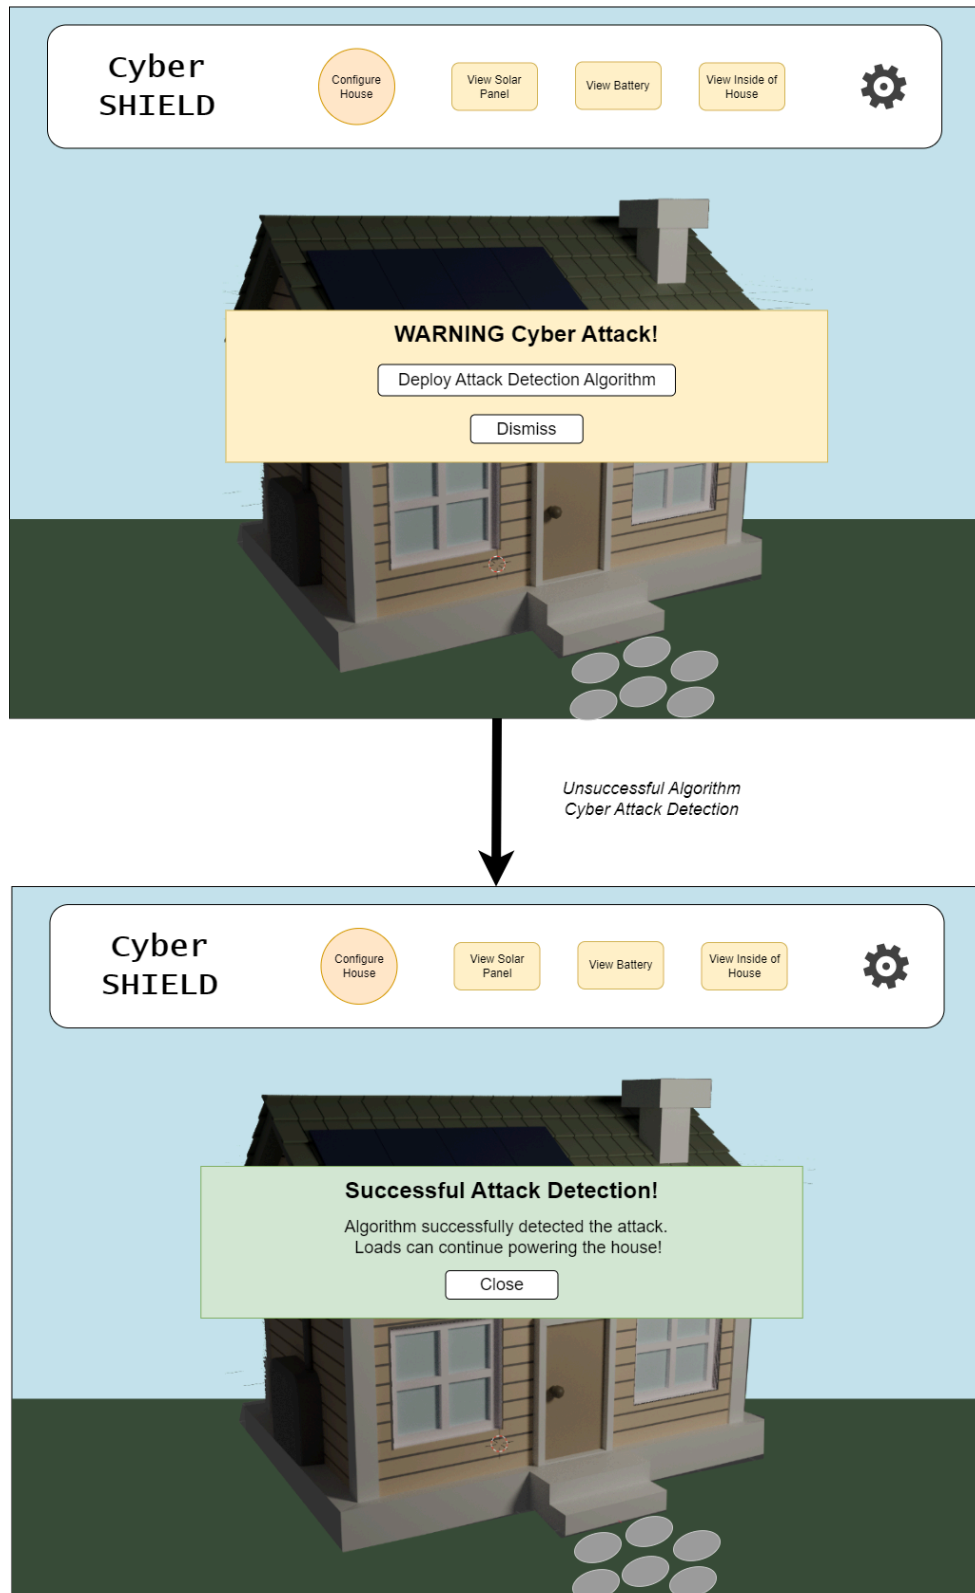 Cyber
SHIELD
Configure
House
View Solar
Panel
View Battery
View Inside of
House
WARNING Cyber Attack!
Deploy Attack Detection Algorithm
Dismiss
Unsuccessful Algorithm
Cyber Attack Detection
Cyber
SHIELD
Configure
House
View Solar
Panel
View Battery
View Inside of
House
Successful Attack Detection!
Algorithm successfully detected the attack.
Loads can continue powering the house!
Close